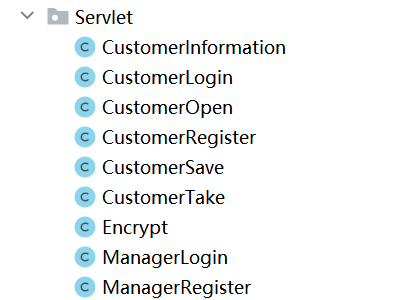 Servlet
C CustomerInformation
C CustomerLogin
C CustomerOpen
C CustomerRegister
C CustomerSave
C CustomerTake
C Encrypt
C ManagerLogin
C ManagerRegister